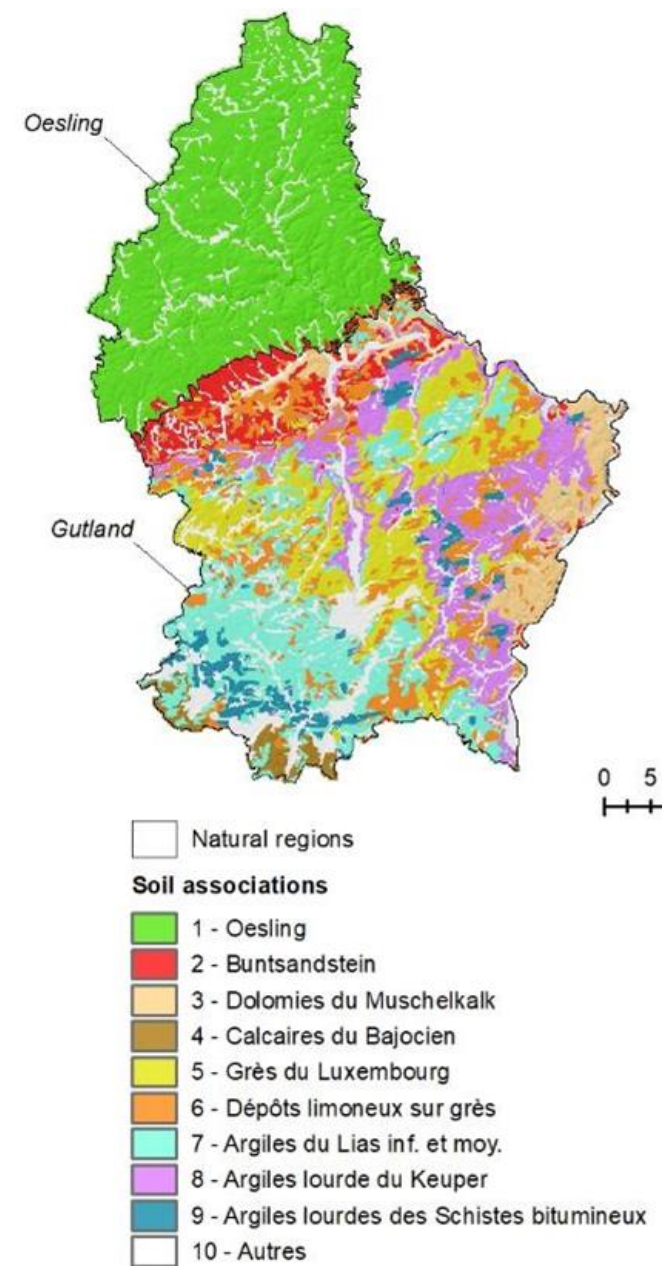 Oesling
Gutland
0 5
Natural regions
Soil associations
1 - Oesling
2 - Buntsandstein
3 - Dolomies du Muschelkalk
4 - Calcaires du Bajocien
5 - Grès du Luxembourg
6 - Dépôts limoneux sur grès
7 - Argiles du Lias inf. et moy.
8 - Argiles lourde du Keuper
9 - Argiles lourdes des Schistes bitumineux
10 - Autres